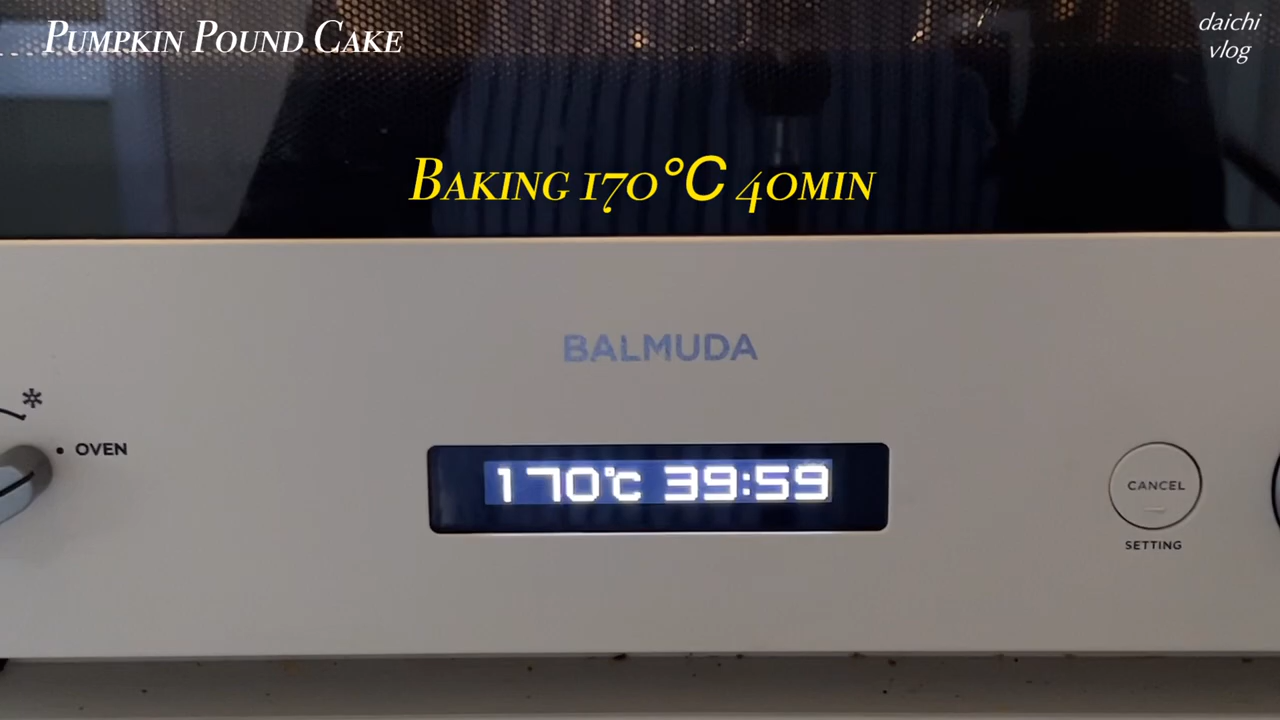 Pumpkin Pound Cake
daichi
vlog
Baking 170℃ 40min
BALMUDA
OVEN
170℃ 39:59
CANCEL
SETTING